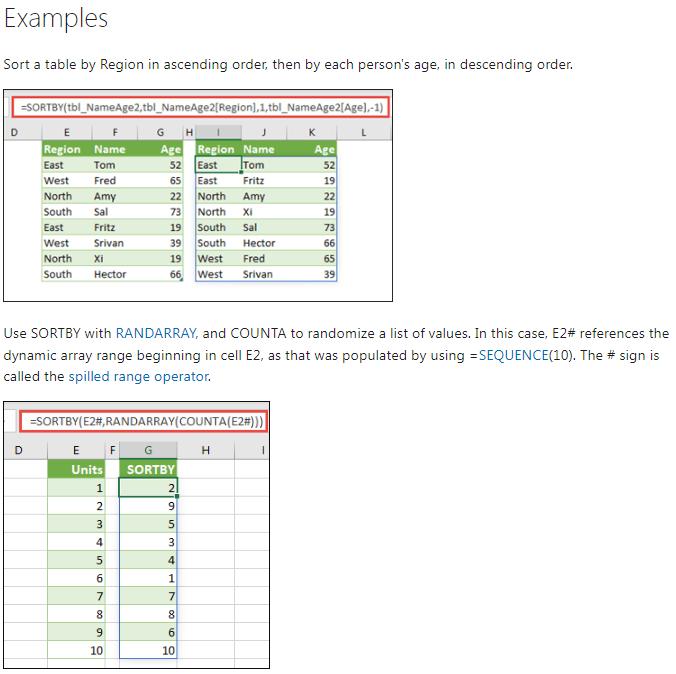 Examples
Sort a table by Region in ascending order, then by each person's age, in descending order.
=SORTBY(tbl_NameAge2,tbl_NameAge2[Region],1,tbl_NameAge2[Age],-1)
D E F G H I J K L
Region Name Age Region Name Age
East Tom 52 East Tom 52
West Fred 65 East Fritz 19
North Amy 22 North Amy 22
South Sal 73 North Xi 19
East Fritz 19 South Sal 73
West Srivan 39 South Hector 66
North Xi 19 West Fred 65
South Hector 66 West Srivan 39
Use SORTBY with RANDARRAY, and COUNTA to randomize a list of values. In this case, E2# references the
dynamic array range beginning in cell E2, as that was populated by using =SEQUENCE(10). The # sign is
called the spilled range operator.
=SORTBY(E2#,RANDARRAY(COUNTA(E2#)))
D E F G H I
Units SORTBY
1 2
2 9
3 5
4 3
5 4
6 1
7 7
8 8
9 6
10 10